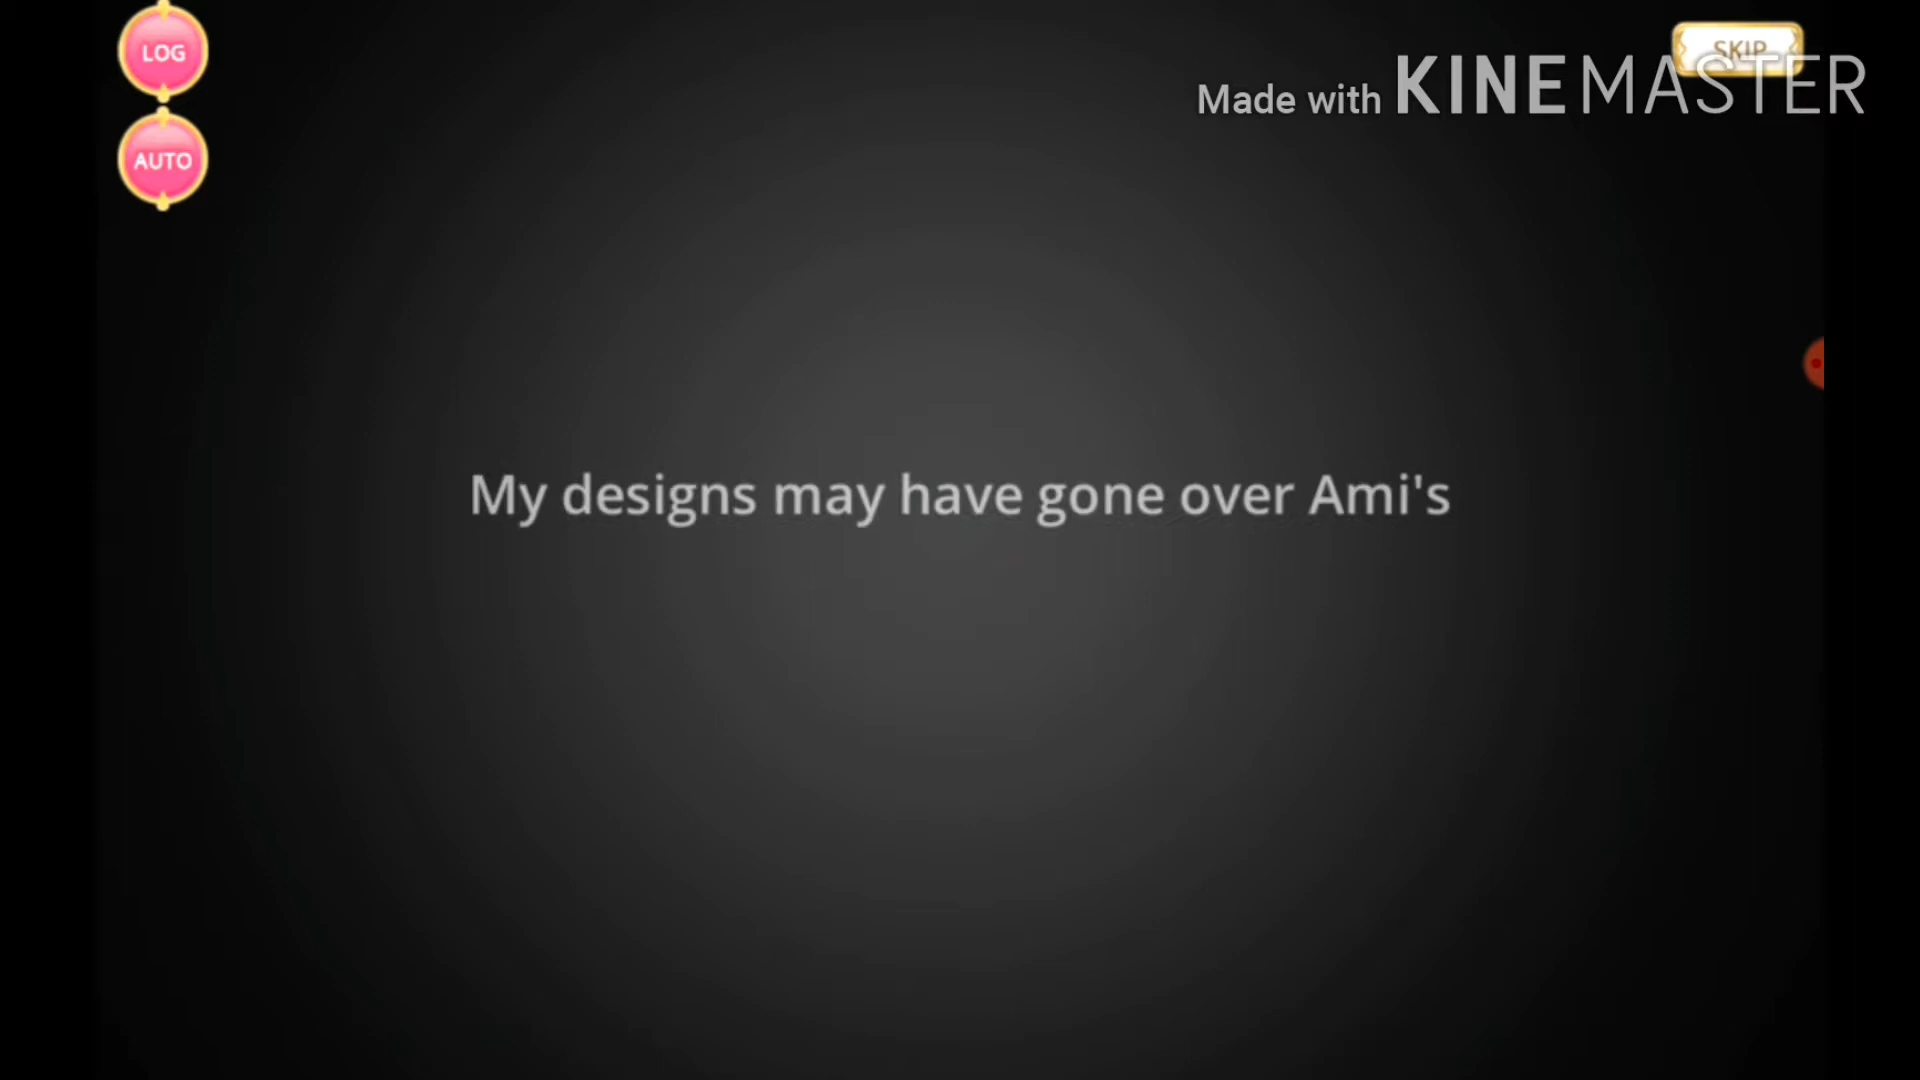 LOG
SKIP
Made with KINEMASTER
AUTO
My designs may have gone over Ami's